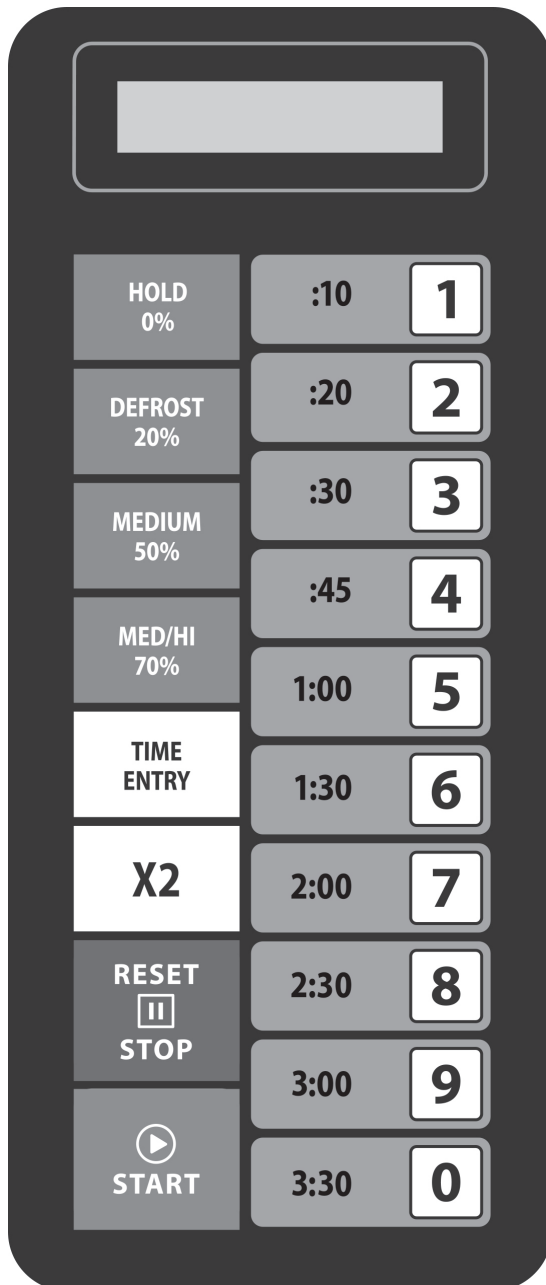 HOLD
0%
DEFROST
20%
MEDIUM
50%
MED/HI
70%
TIME
ENTRY
X2
RESET
STOP
START
:10 1
:20 2
:30 3
:45 4
1:00 5
1:30 6
2:00 7
2:30 8
3:00 9
3:30 0